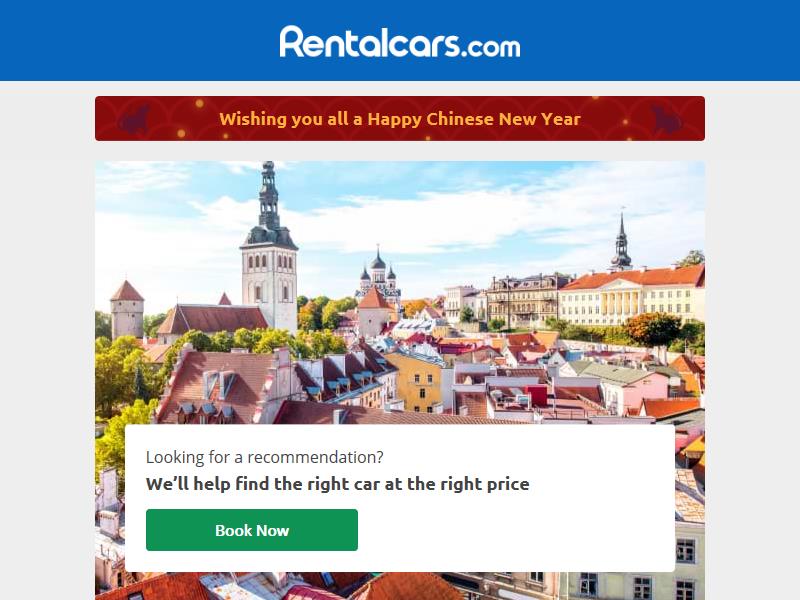 Rentalcars.com
Wishing you all a Happy Chinese New Year
Looking for a recommendation?
We’ll help find the right car at the right price
Book Now